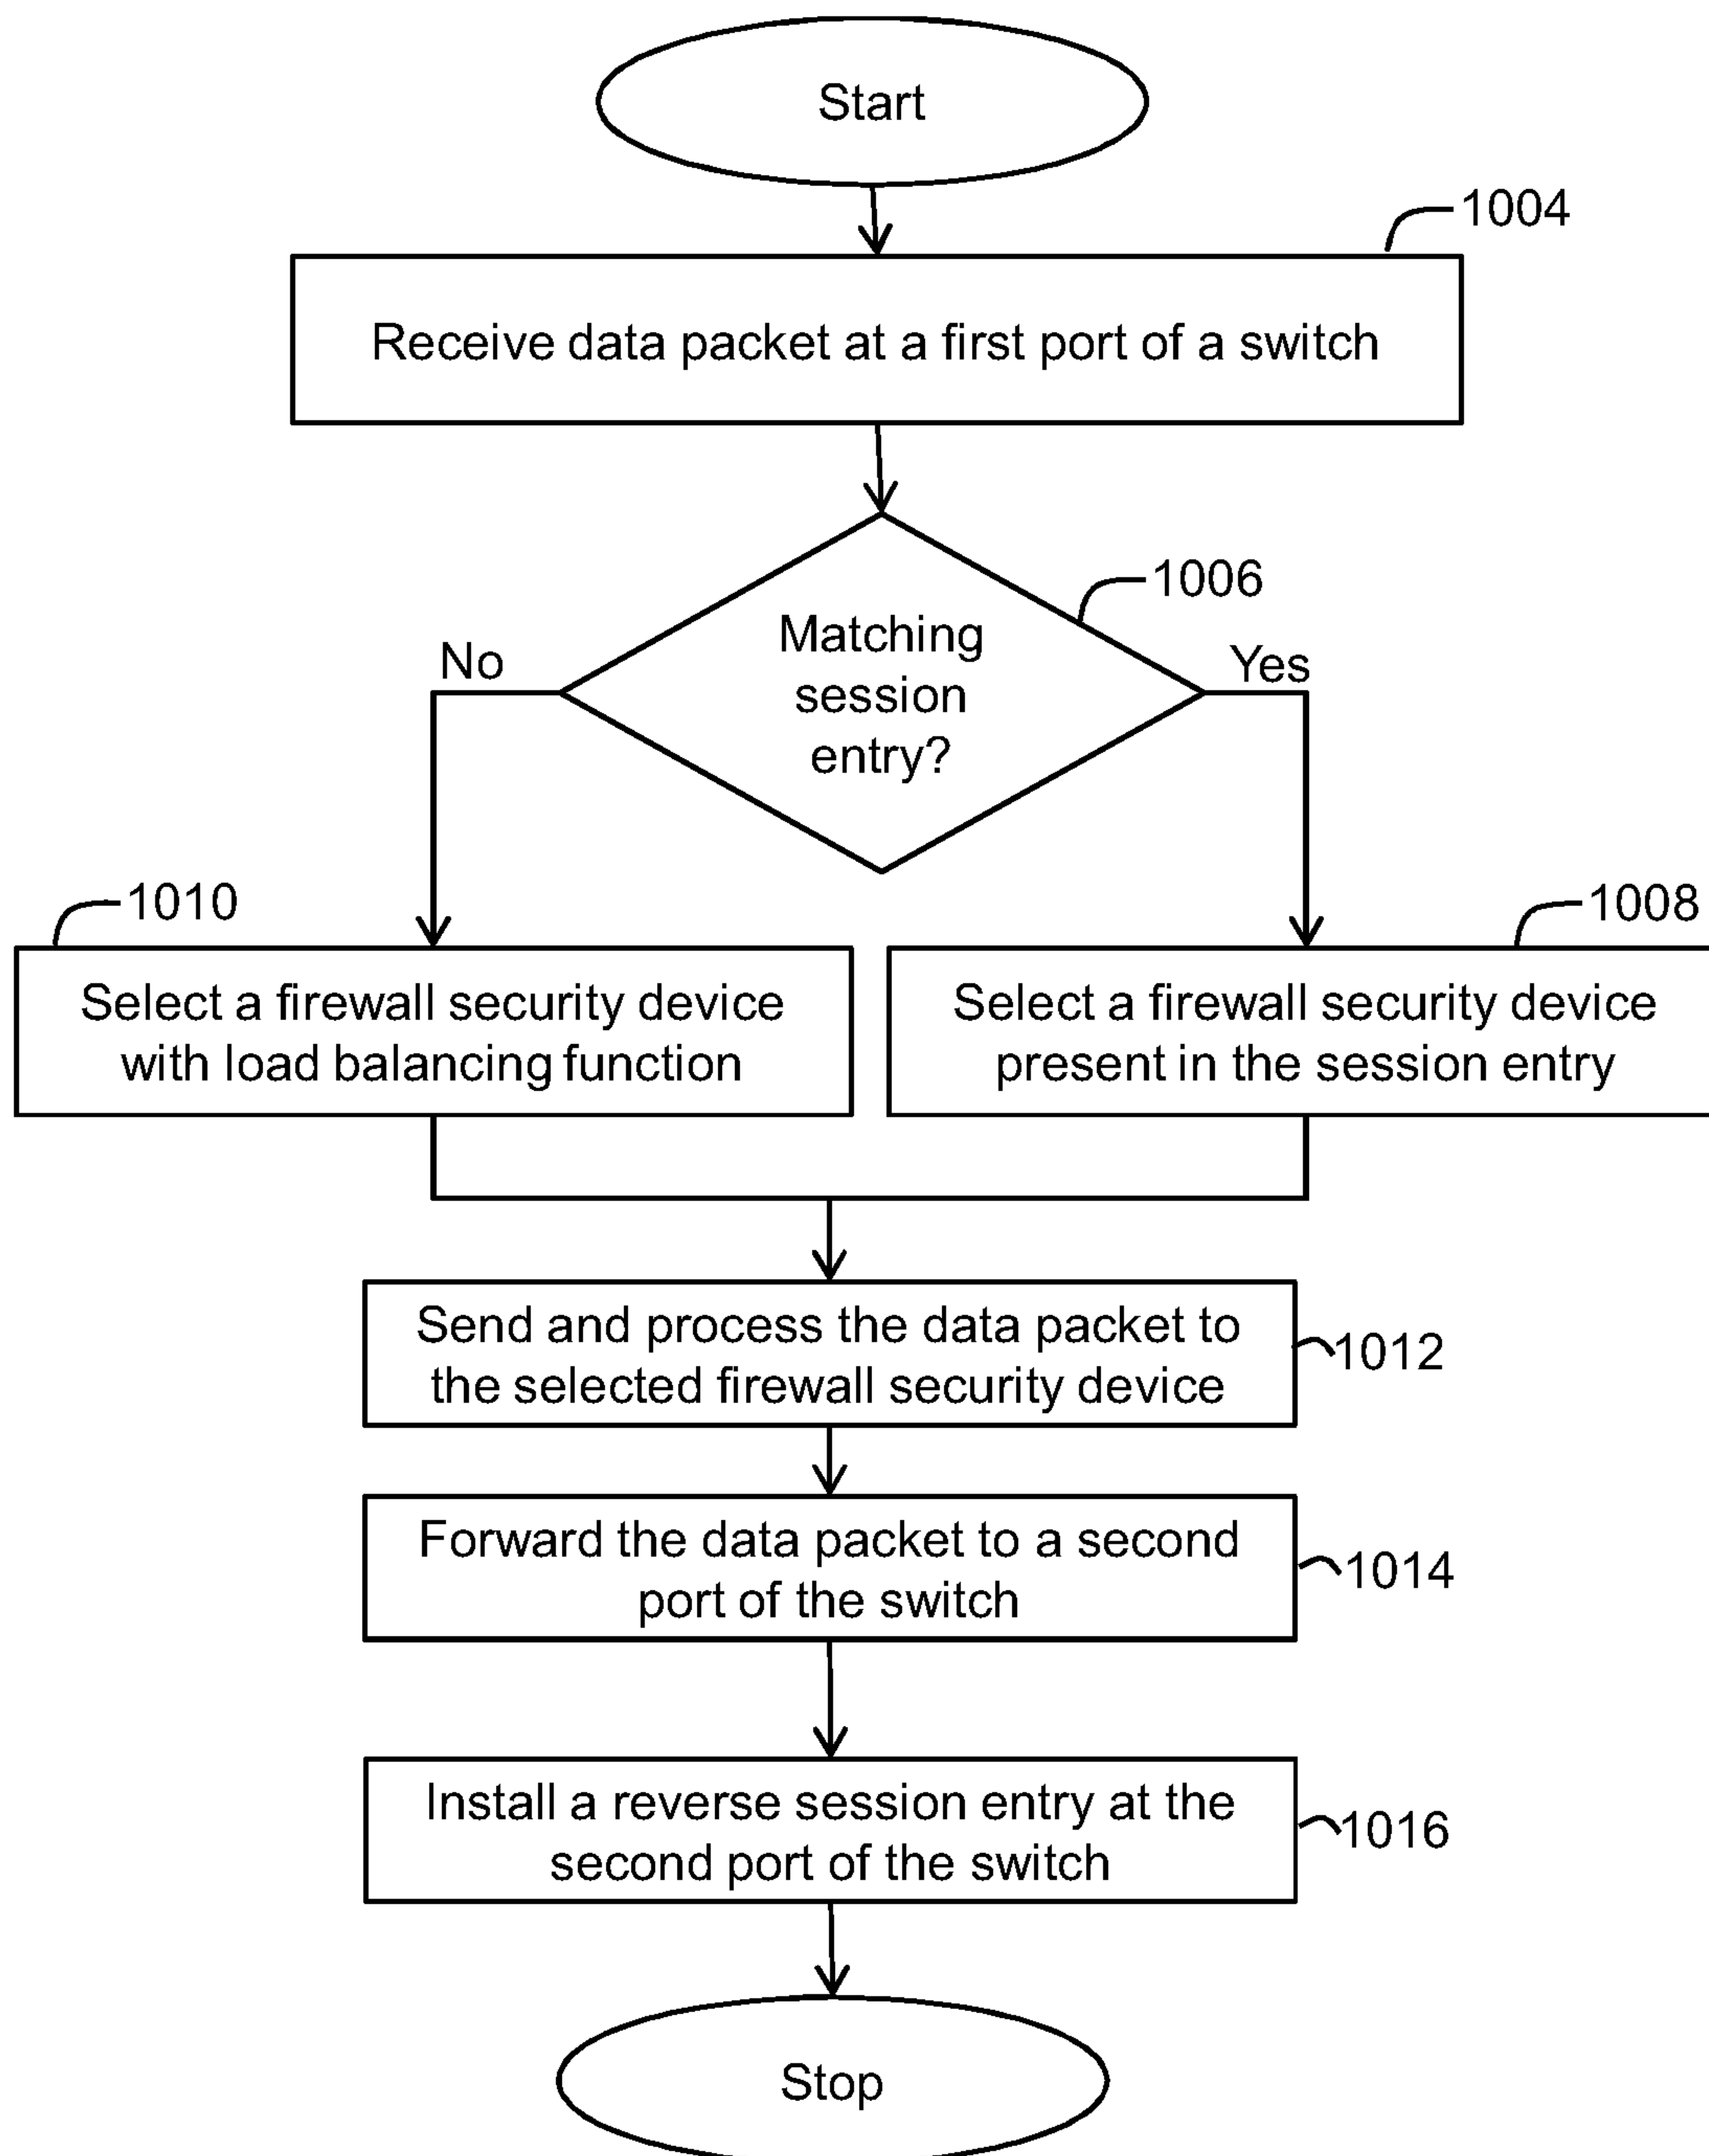 Start
1004
Receive data packet at a first port of a switch
1006
Matching
session
entry?
No
Yes
1010
1008
Select a firewall security device
with load balancing function
Select a firewall security device
present in the session entry
Send and process the data packet to
the selected firewall security device
1012
Forward the data packet to a second
port of the switch
1014
Install a reverse session entry at the
second port of the switch
1016
Stop